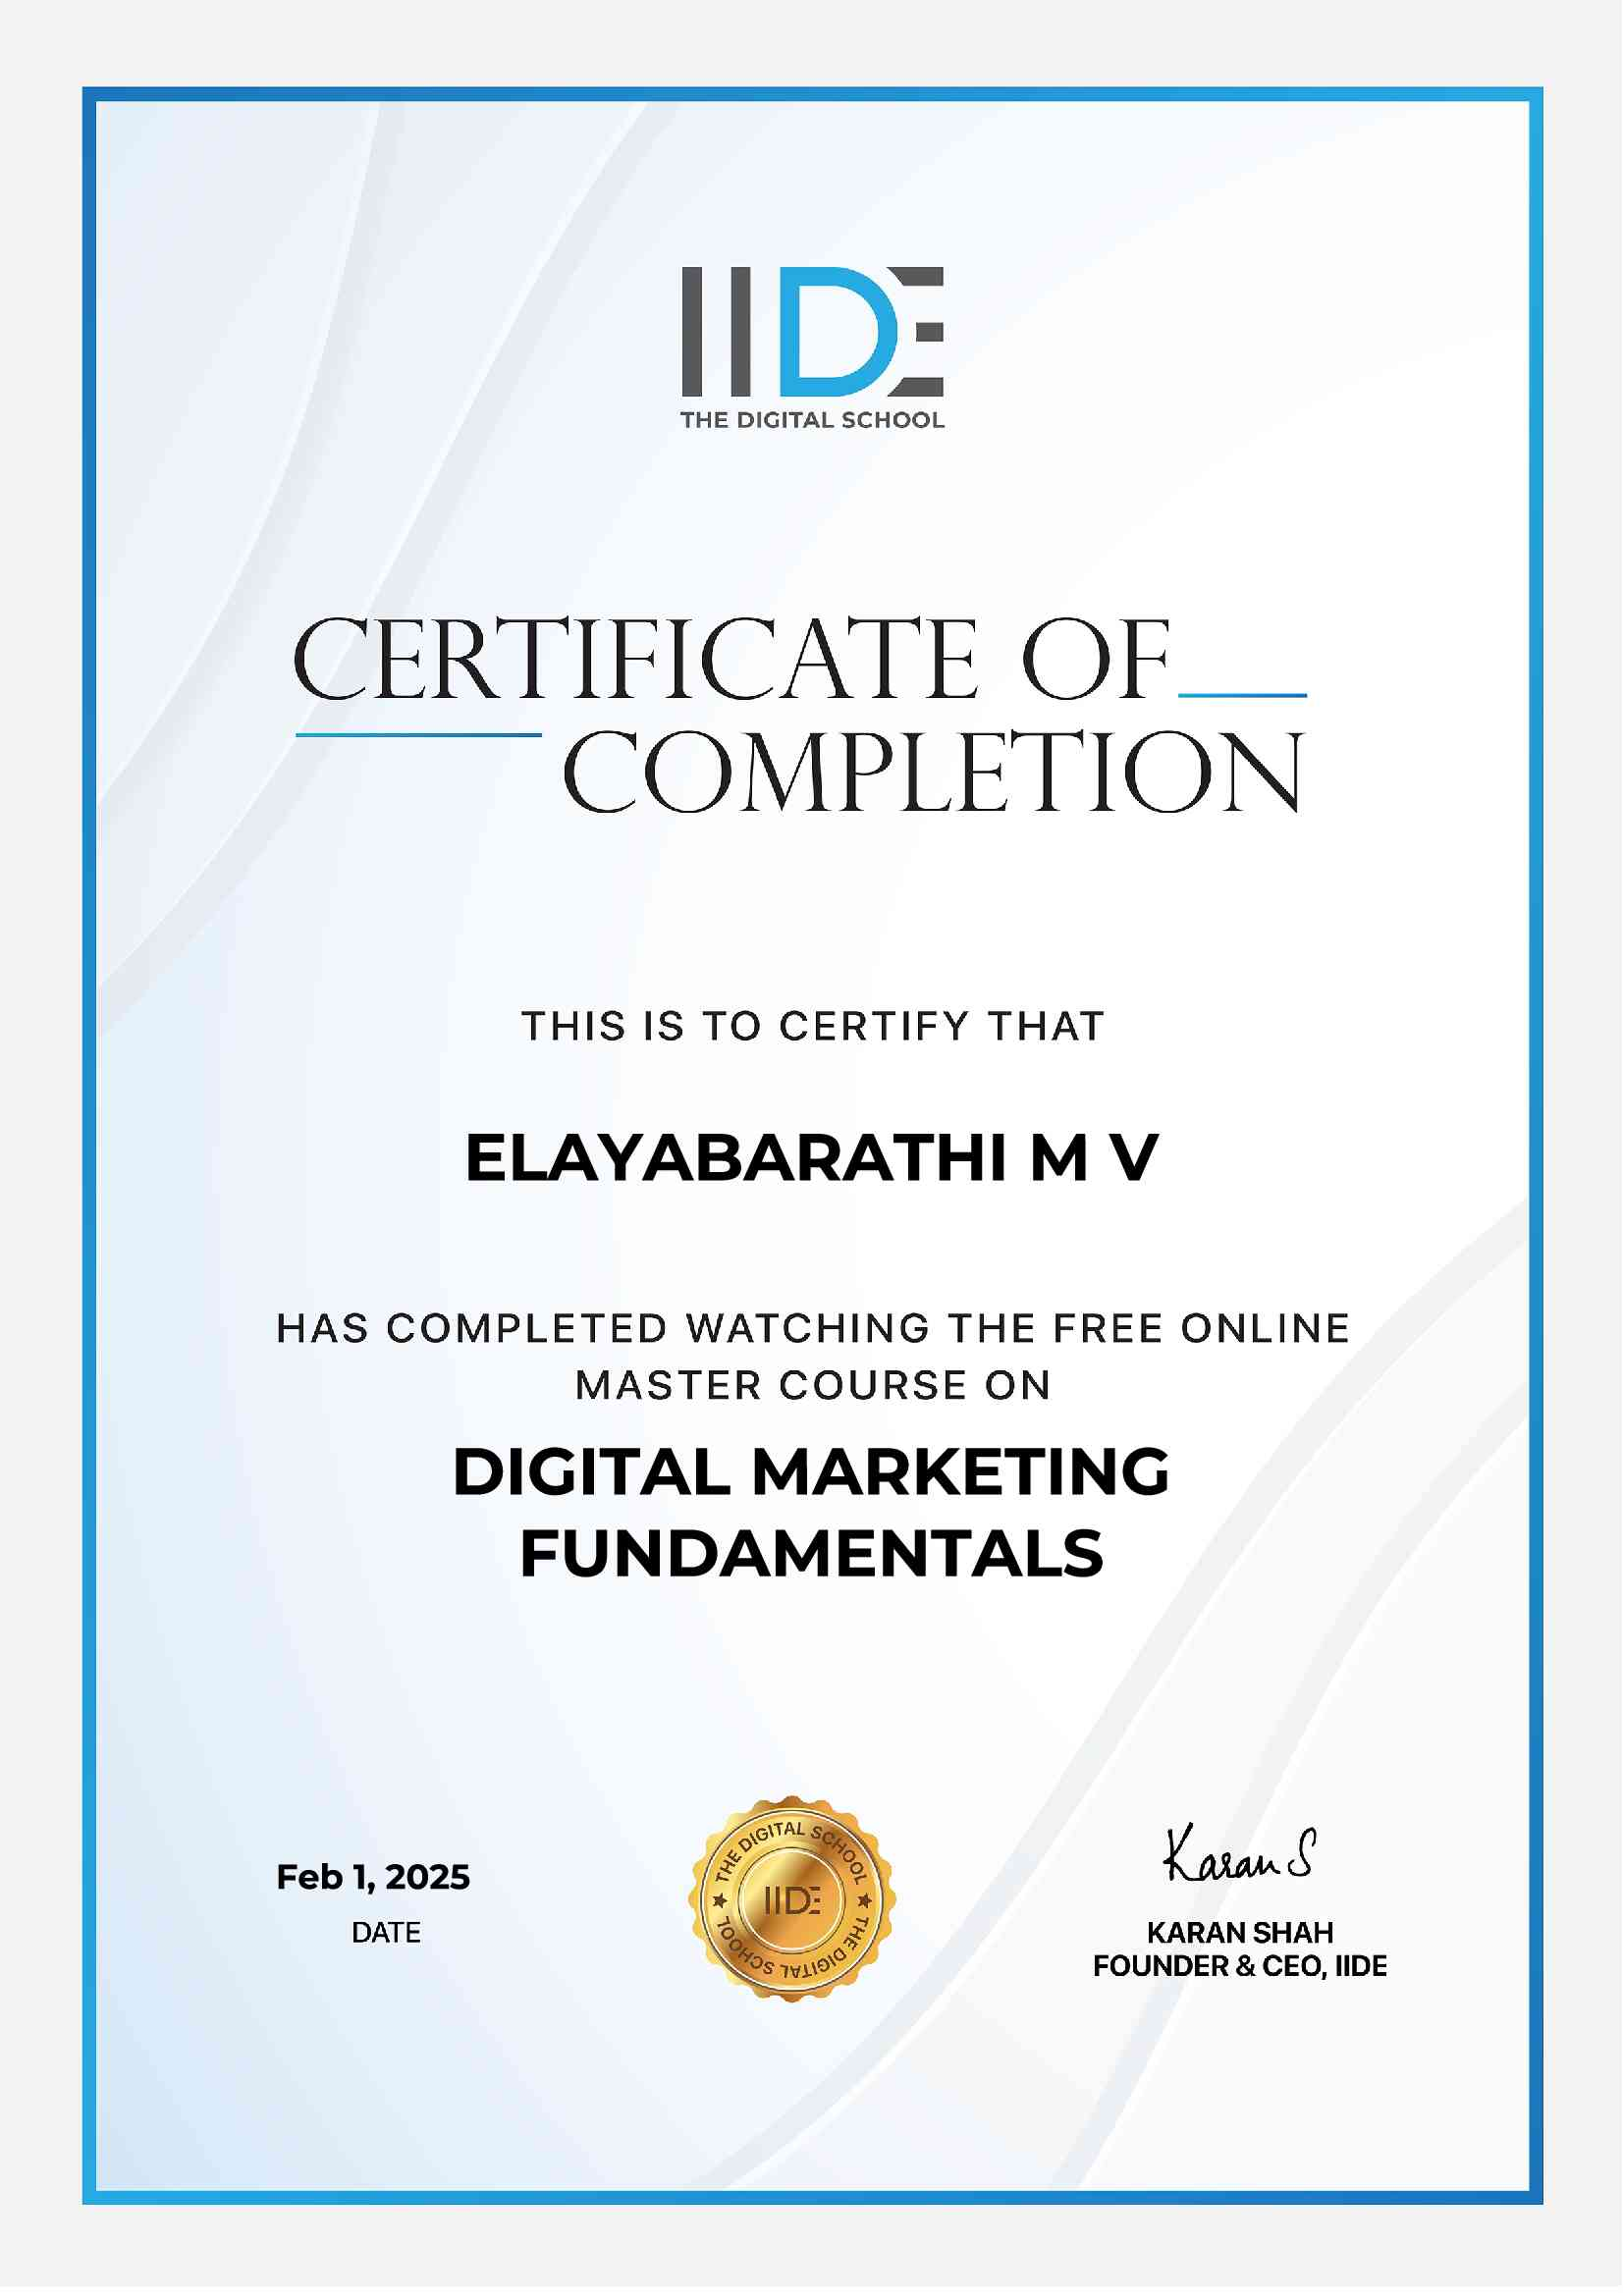 IIDE
THE DIGITAL SCHOOL
CERTIFICATE OF
COMPLETION
THIS IS TO CERTIFY THAT
ELAYABARATHI M V
HAS COMPLETED WATCHING THE FREE ONLINE
MASTER COURSE ON
DIGITAL MARKETING
FUNDAMENTALS
Feb 1, 2025
DATE
THE DIGITAL SCHOOL ★ THE DIGITAL SCHOOL ★
IIDE
Karan S
KARAN SHAH
FOUNDER & CEO, IIDE